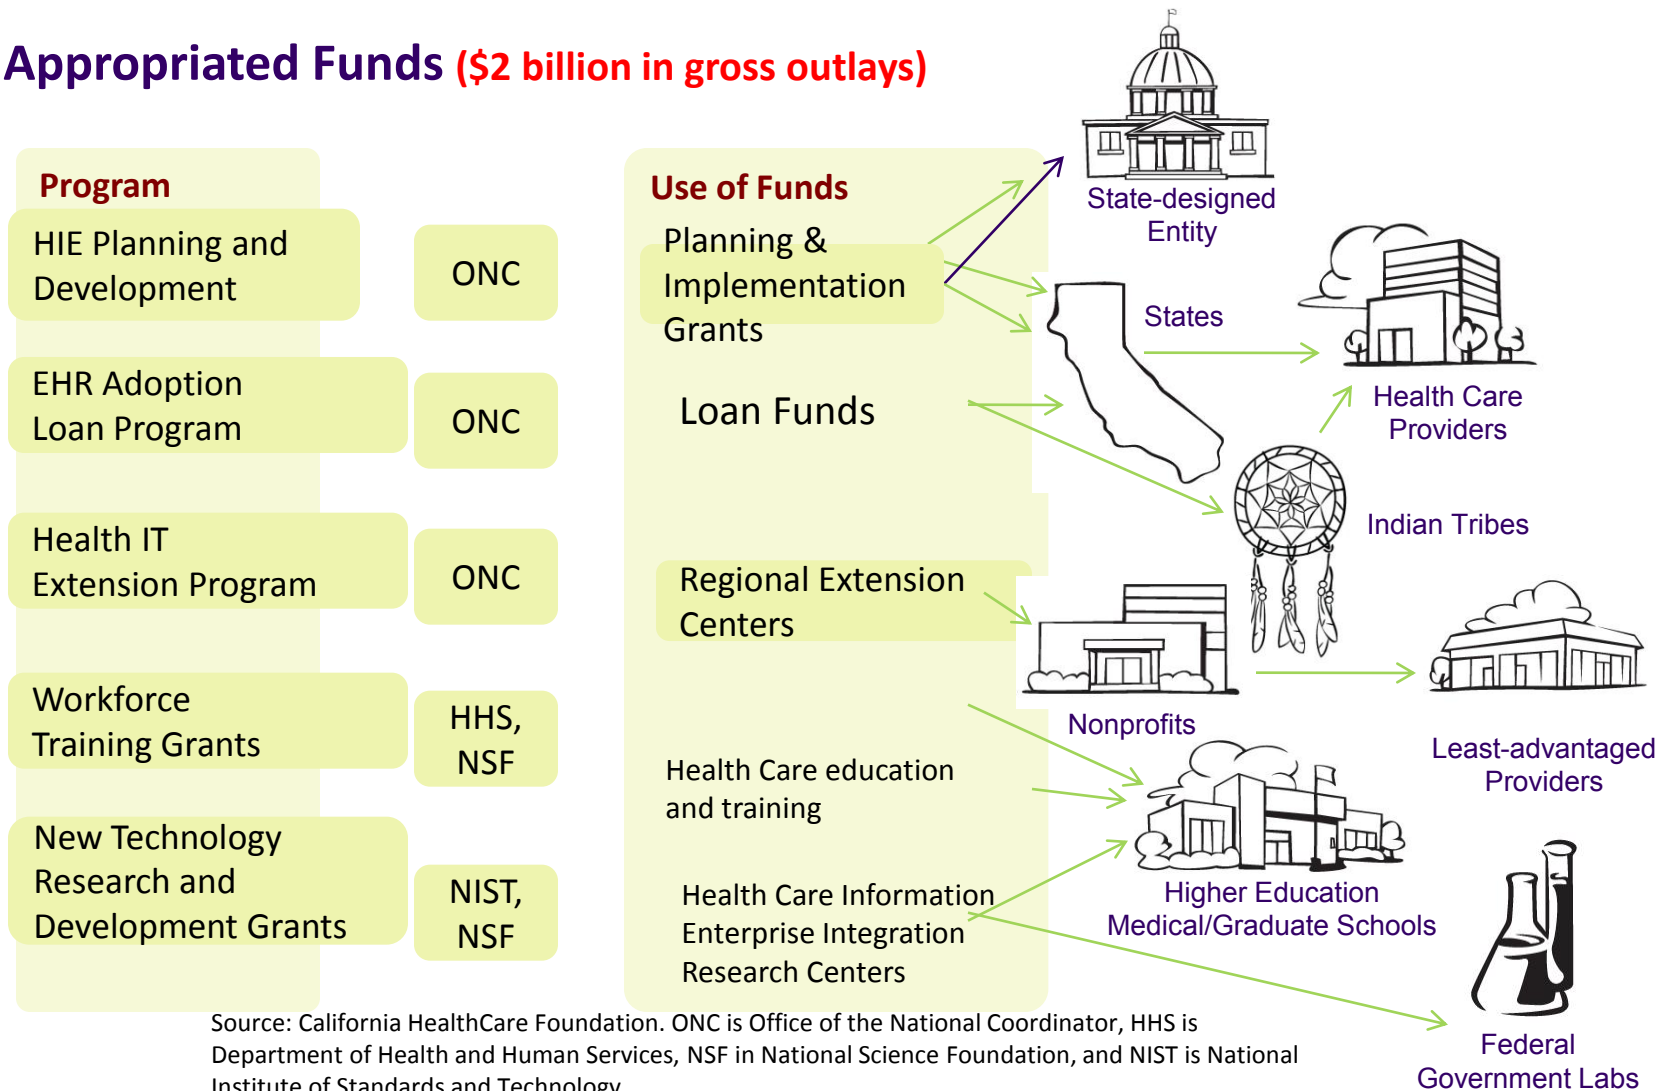 Appropriated Funds ($2 billion in gross outlays)
Program
HIE Planning and
Development
ONC
EHR Adoption
Loan Program
ONC
Health IT
Extension Program
ONC
Workforce
Training Grants
HHS,
NSF
New Technology
Research and
Development Grants
NIST,
NSF
Use of Funds
Planning &
Implementation
Grants
Loan Funds
Regional Extension
Centers
Health Care education
and training
Health Care Information
Enterprise Integration
Research Centers
State-designed
Entity
States
Health Care
Providers
Indian Tribes
Nonprofits
Least-advantaged
Providers
Higher Education
Medical/Graduate Schools
Federal
Government Labs
Source: California HealthCare Foundation. ONC is Office of the National Coordinator, HHS is
Department of Health and Human Services, NSF in National Science Foundation, and NIST is National
Institute of Standards and Technology